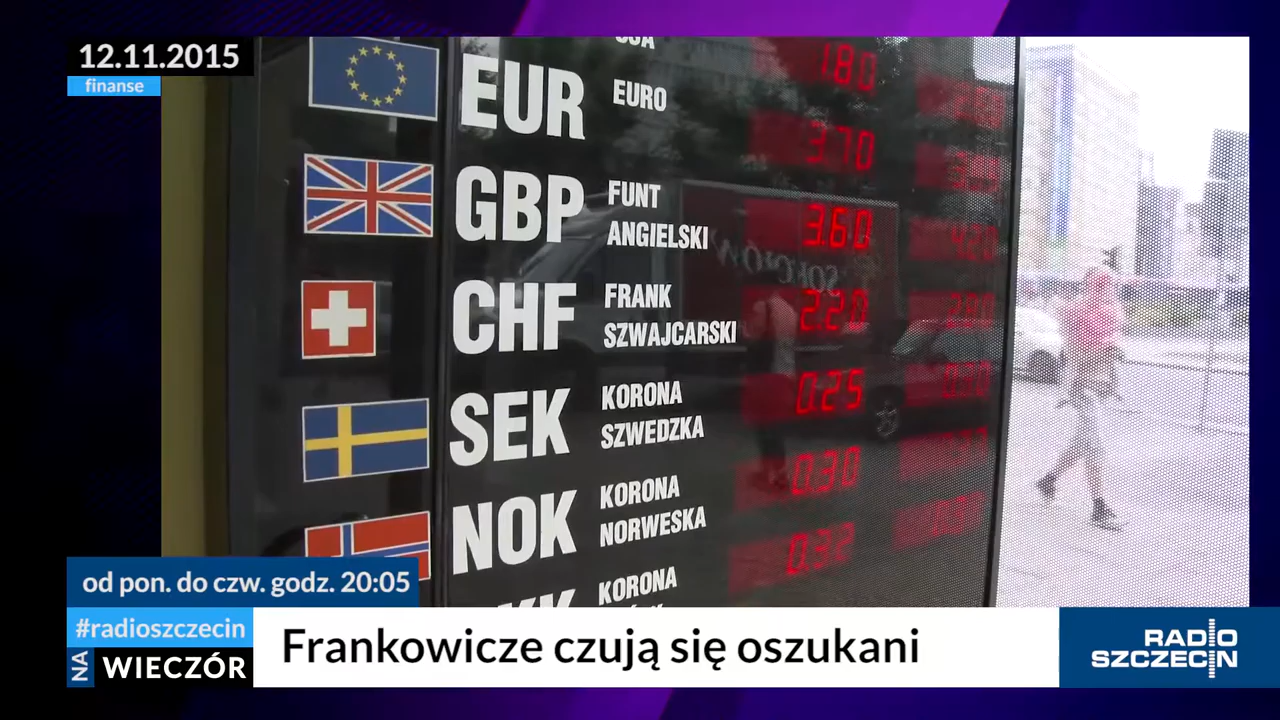 12.11.2015
finanse
USA
1.80
EUR EURO
3.70
GBP FUNT ANGIELSKI
3.60
CHF FRANK SZWAJCARSKI
2.20
SEK KORONA SZWEDZKA
0.25
NOK KORONA NORWESKA
0.30
KORONA
0.32
od pon. do czw. godz. 20:05
#radioszczecin
NA WIECZÓR
Frankowicze czują się oszukani
RADIO SZCZECIN